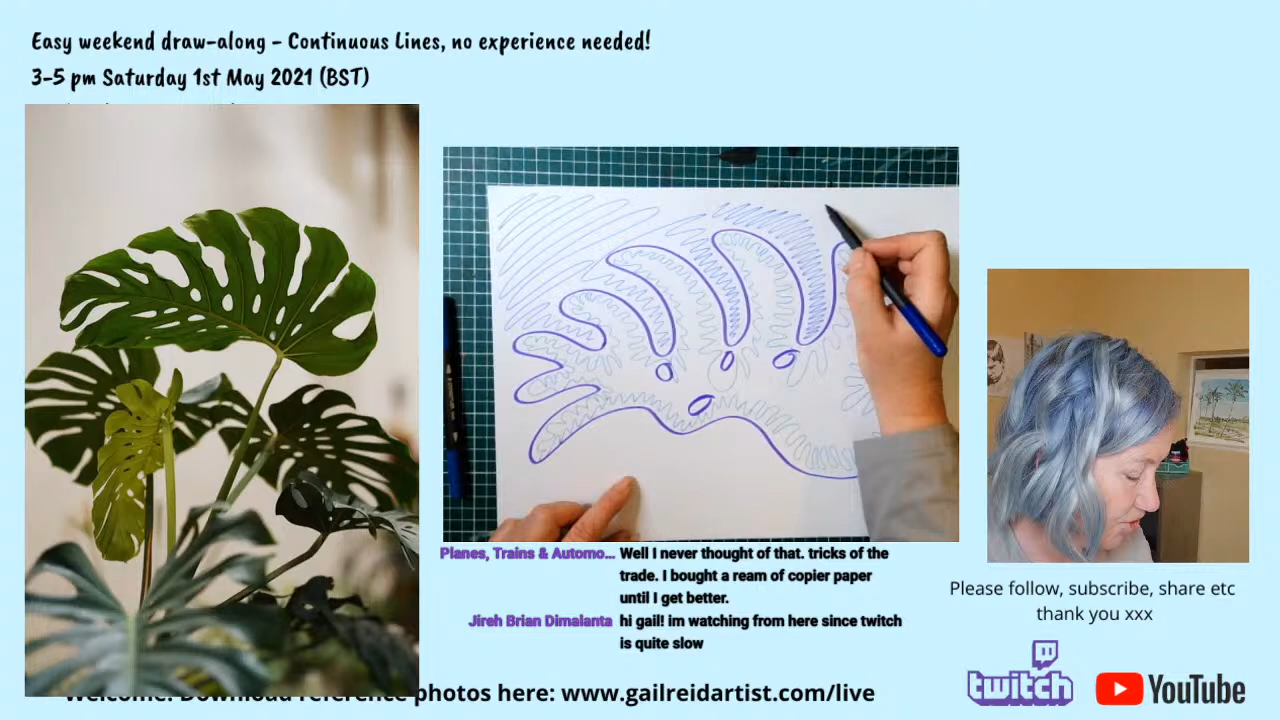 Easy weekend draw-along - Continuous Lines, no experience needed!
3-5 pm Saturday 1st May 2021 (BST)
Planes, Trains & Automo... Well I never thought of that. tricks of the
trade. I bought a ream of copier paper
until I get better.
Jireh Brian Dimalanta hi gail! im watching from here since twitch
is quite slow
Please follow, subscribe, share etc
thank you xxx
twitch
YouTube
photos here: www.gailreidartist.com/live